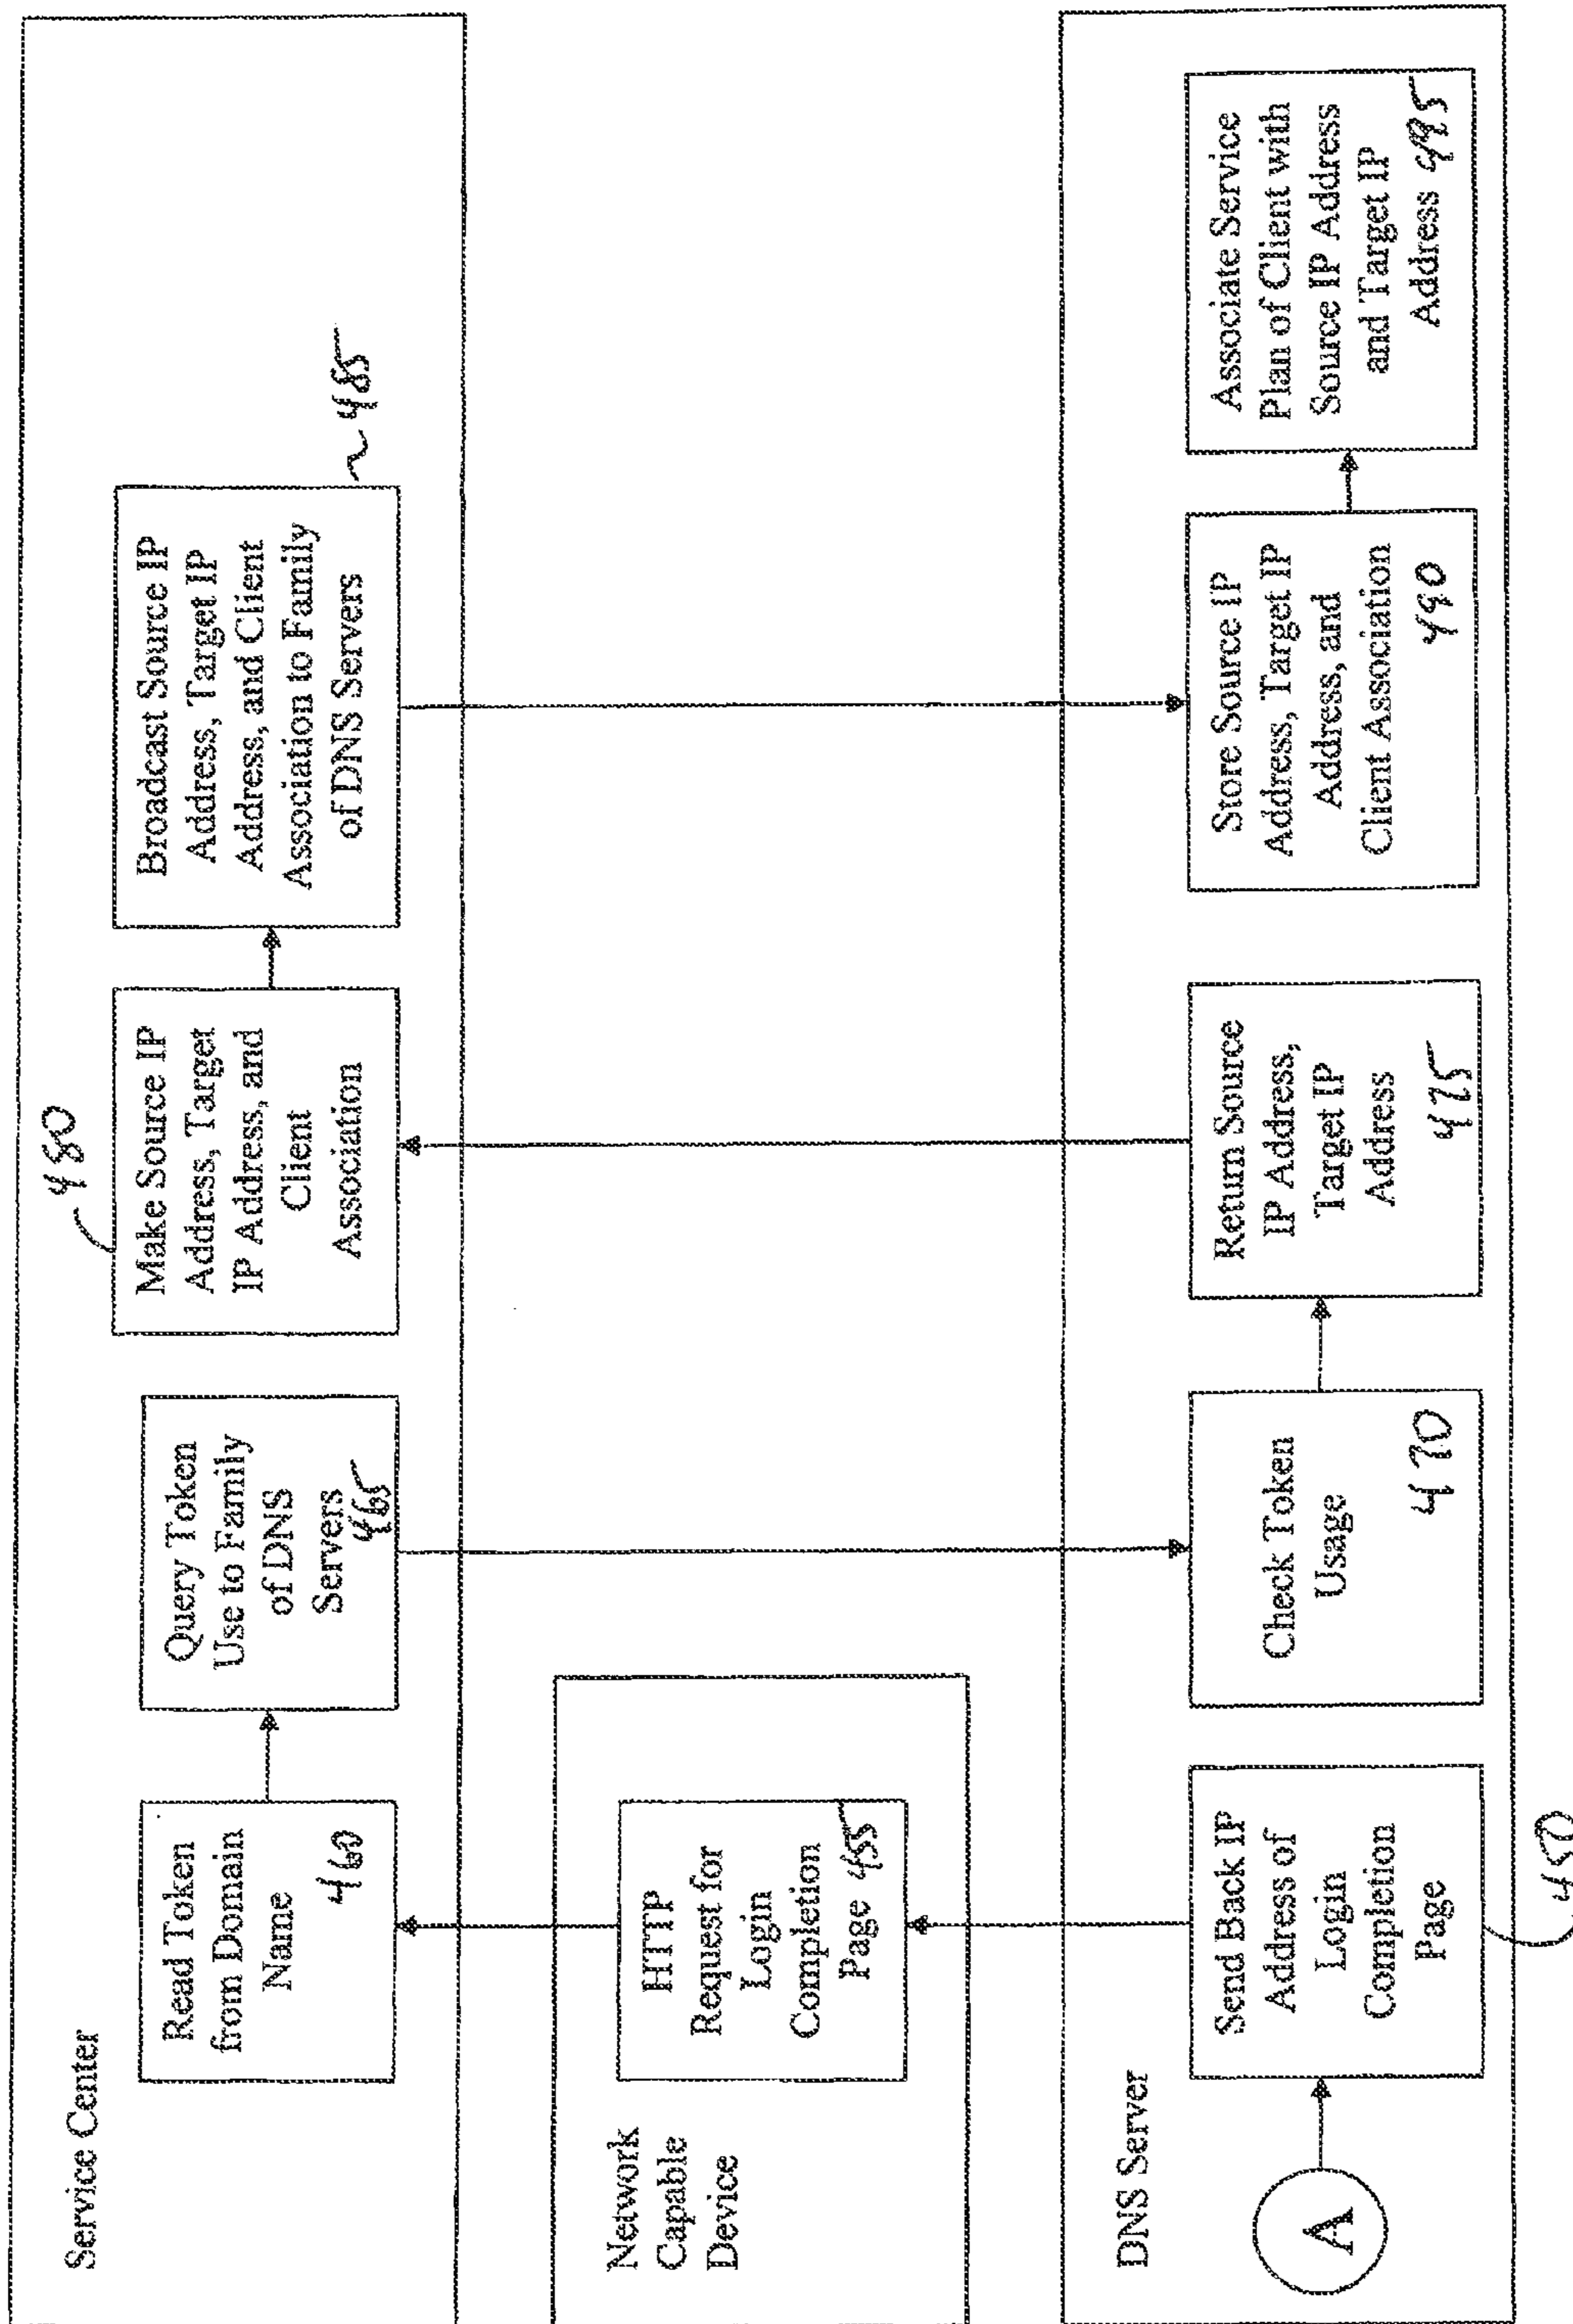 Service Center
Read Token
from Domain
Name
460
Query Token
Use to Family
of DNS
Servers
465
480
Make Source IP
Address, Target
IP Address, and
Client
Association
Broadcast Source IP
Address, Target IP
Address, and Client
Association to Family
of DNS Servers
485
Network
Capable
Device
HTTP
Request for
Login
Completion
Page 455
DNS Server
A
Send Back IP
Address of
Login
Completion
Page
450
Check Token
Usage
470
Return Source
IP Address,
Target IP
Address
475
Store Source IP
Address, Target IP
Address, and
Client Association
490
Associate Service
Plan of Client with
Source IP Address
and Target IP
Address 495